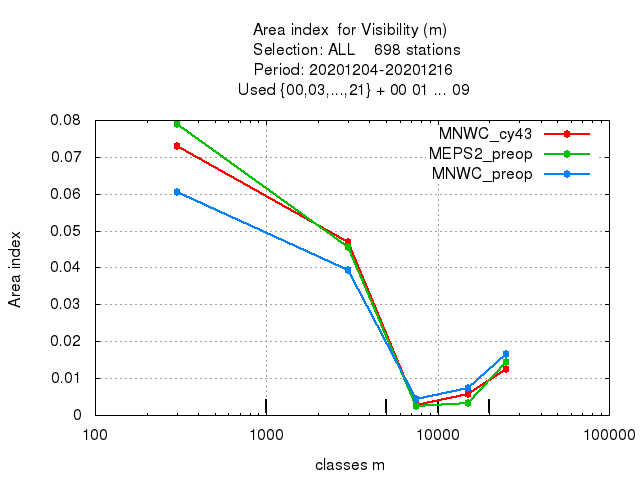 Area index  for Visibility (m)
Selection: ALL    698 stations
Period: 20201204-20201216
Used {00,03,...,21} + 00 01 ... 09
MNWC_cy43
MEPS2_preop
MNWC_preop
Area index
0.08
0.07
0.06
0.05
0.04
0.03
0.02
0.01
0
100
1000
10000
100000
classes m